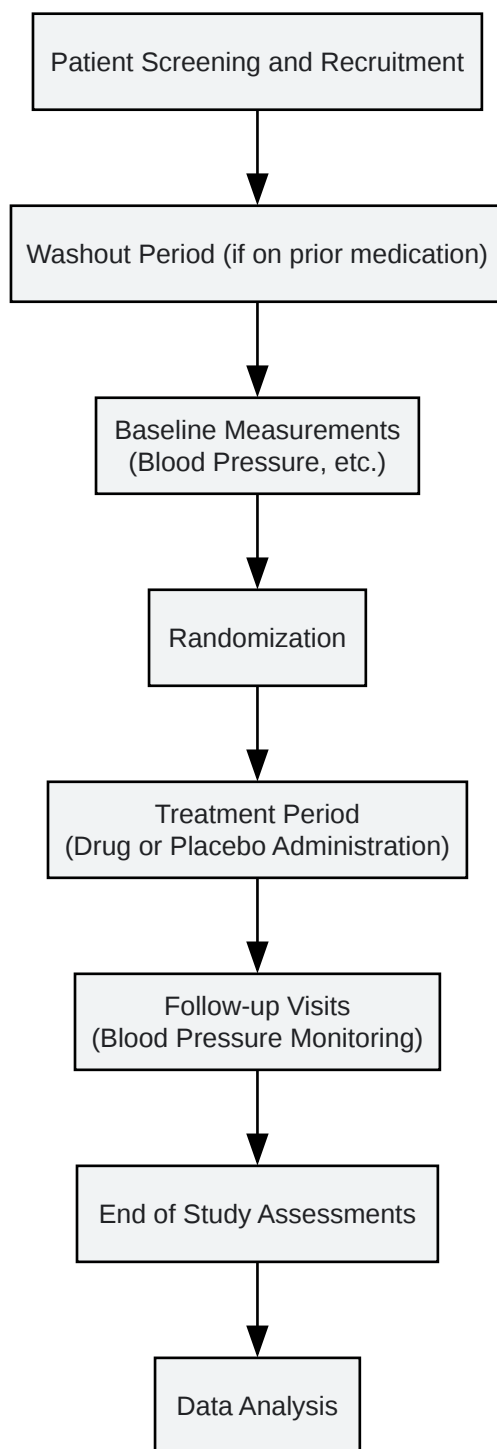 Patient Screening and Recruitment
Washout Period (if on prior medication)
Baseline Measurements
(Blood Pressure, etc.)
Randomization
Treatment Period
(Drug or Placebo Administration)
Follow-up Visits
(Blood Pressure Monitoring)
End of Study Assessments
Data Analysis